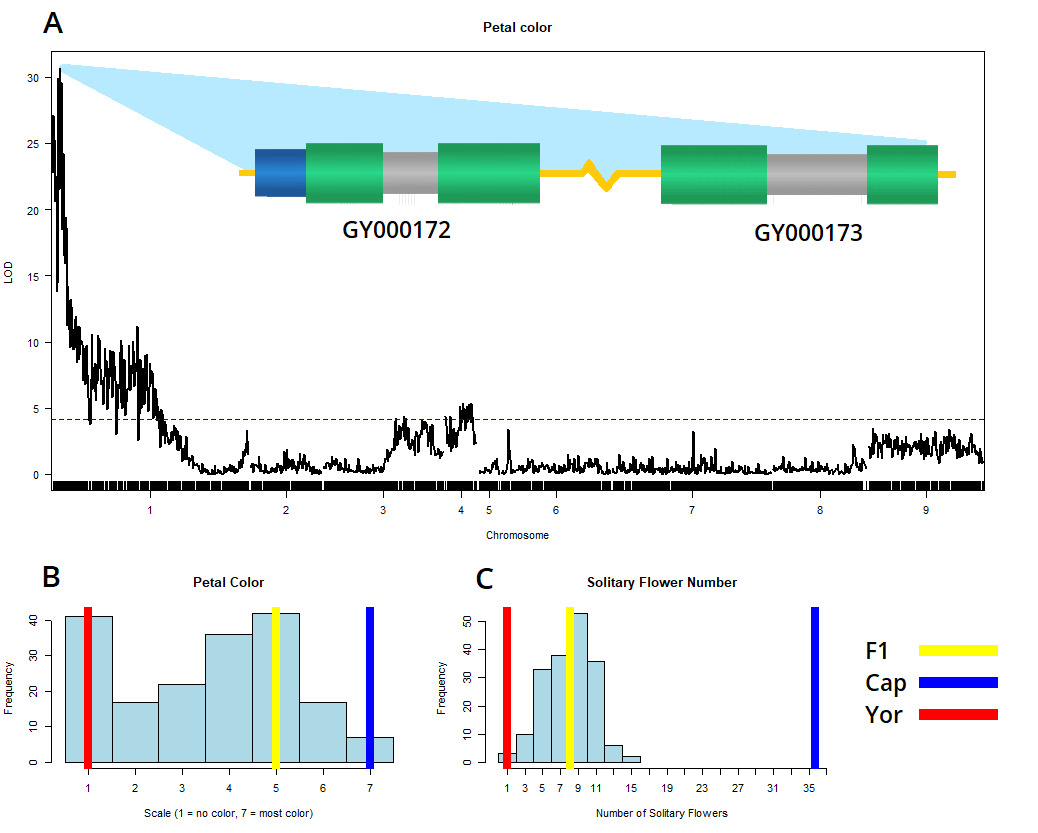 A
Petal color
30
25
20
15
10
5
0
LOD
GY000172
GY000173
1 2 3 4 5 6 7 8 9
Chromosome
B
Petal Color
40
30
20
10
0
Frequency
1 2 3 4 5 6 7
Scale (1 = no color, 7 = most color)
C
Solitary Flower Number
50
40
30
20
10
0
Frequency
1 3 5 7 9 11 15 19 23 27 31 35
Number of Solitary Flowers
F1
Cap
Yor